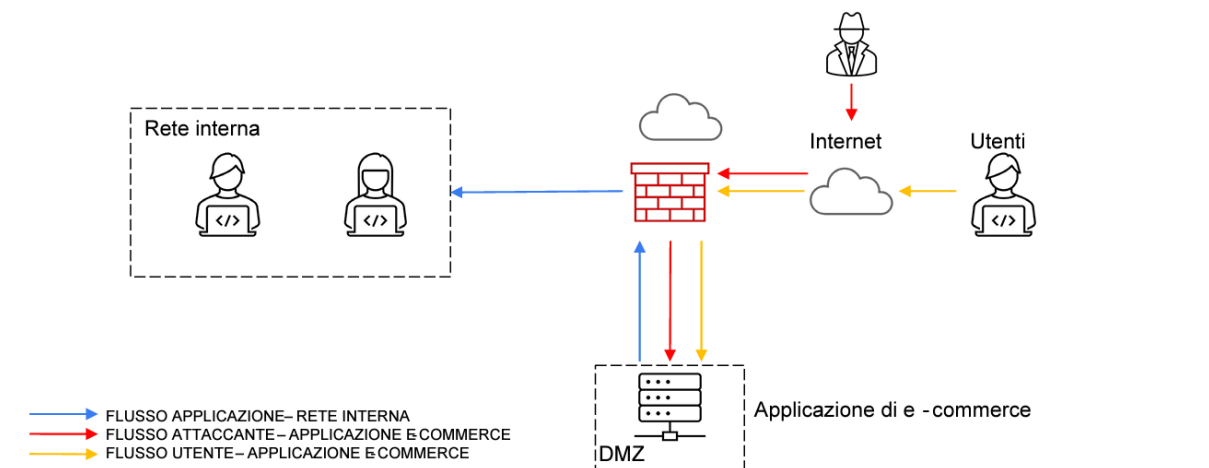 Rete interna
</>
</>
Internet
Utenti
</>
Applicazione di e -commerce
DMZ
FLUSSO APPLICAZIONE– RETE INTERNA
FLUSSO ATTACCANTE – APPLICAZIONE E-COMMERCE
FLUSSO UTENTE– APPLICAZIONE E-COMMERCE